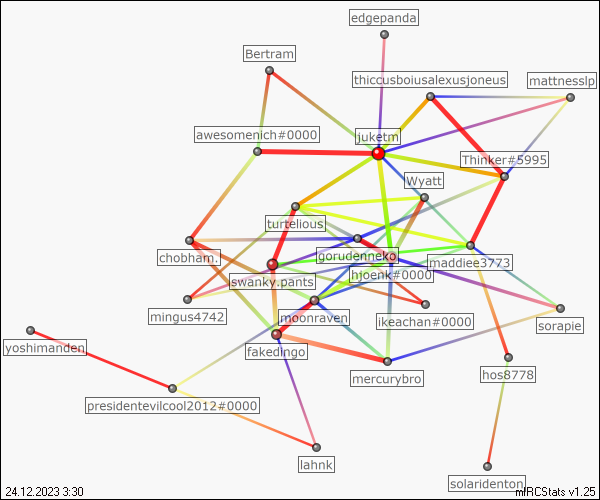 edgepanda
Bertram
thiccusboiusalexusjoneus
mattnesslp
awesomenich#0000
juketm
Thinker#5995
Wyatt
turtelious
chobham.
gorudenneko
maddiee3773
swanky.pants
hjoenk#0000
mingus4742
moonraven
ikeachan#0000
sorapie
yoshimanden
fakedingo
mercurybro
hos8778
presidentevilcool2012#0000
lahnk
solaridenton
24.12.2023 3:30
mIRCStats v1.25